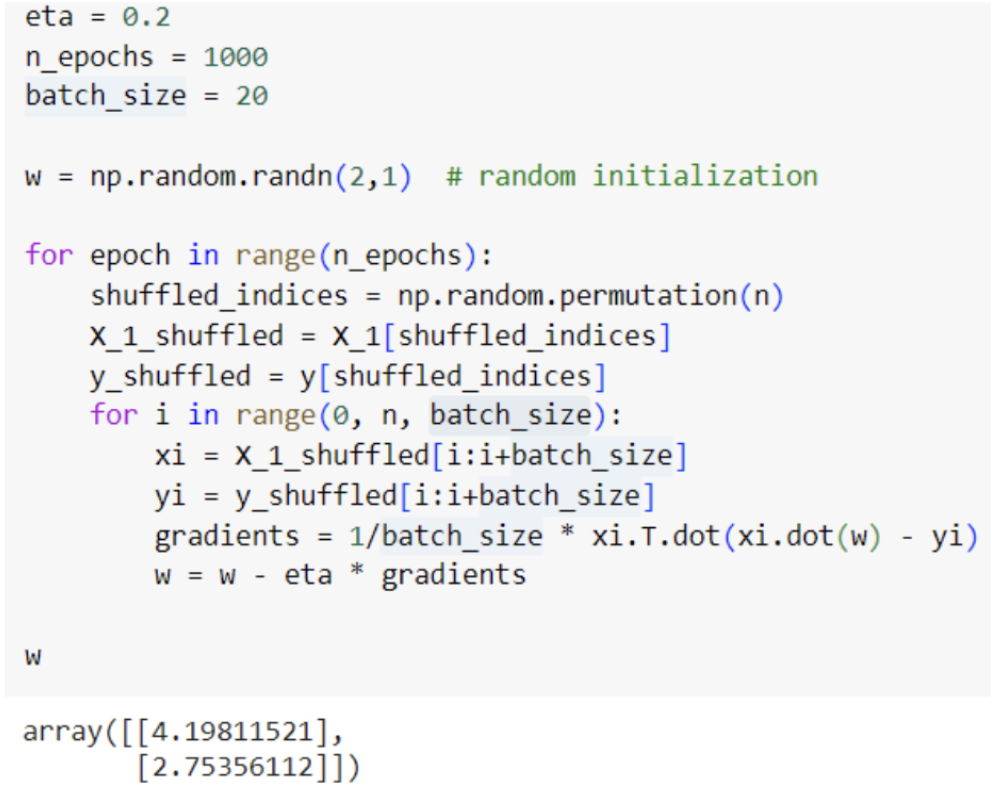 eta = 0.2
n_epochs = 1000
batch_size = 20
w = np.random.randn(2,1)  # random initialization
for epoch in range(n_epochs):
    shuffled_indices = np.random.permutation(n)
    X_1_shuffled = X_1[shuffled_indices]
    y_shuffled = y[shuffled_indices]
    for i in range(0, n, batch_size):
        xi = X_1_shuffled[i:i+batch_size]
        yi = y_shuffled[i:i+batch_size]
        gradients = 1/batch_size * xi.T.dot(xi.dot(w) - yi)
        w = w - eta * gradients
w
array([[4.19811521],
       [2.75356112]])